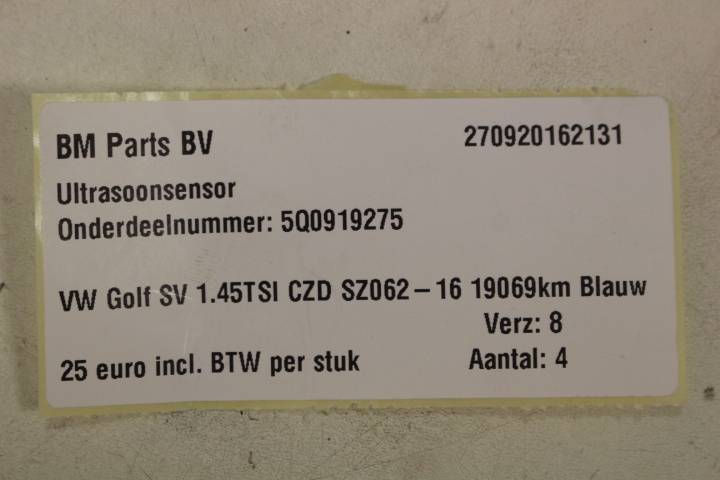 BM Parts BV 270920162131
Ultrasoonsensor
Onderdeelnummer: 5Q0919275
VW Golf SV 1.45TSI CZD SZ062-16 19069km Blauw
Verz: 8
25 euro incl. BTW per stuk Aantal: 4